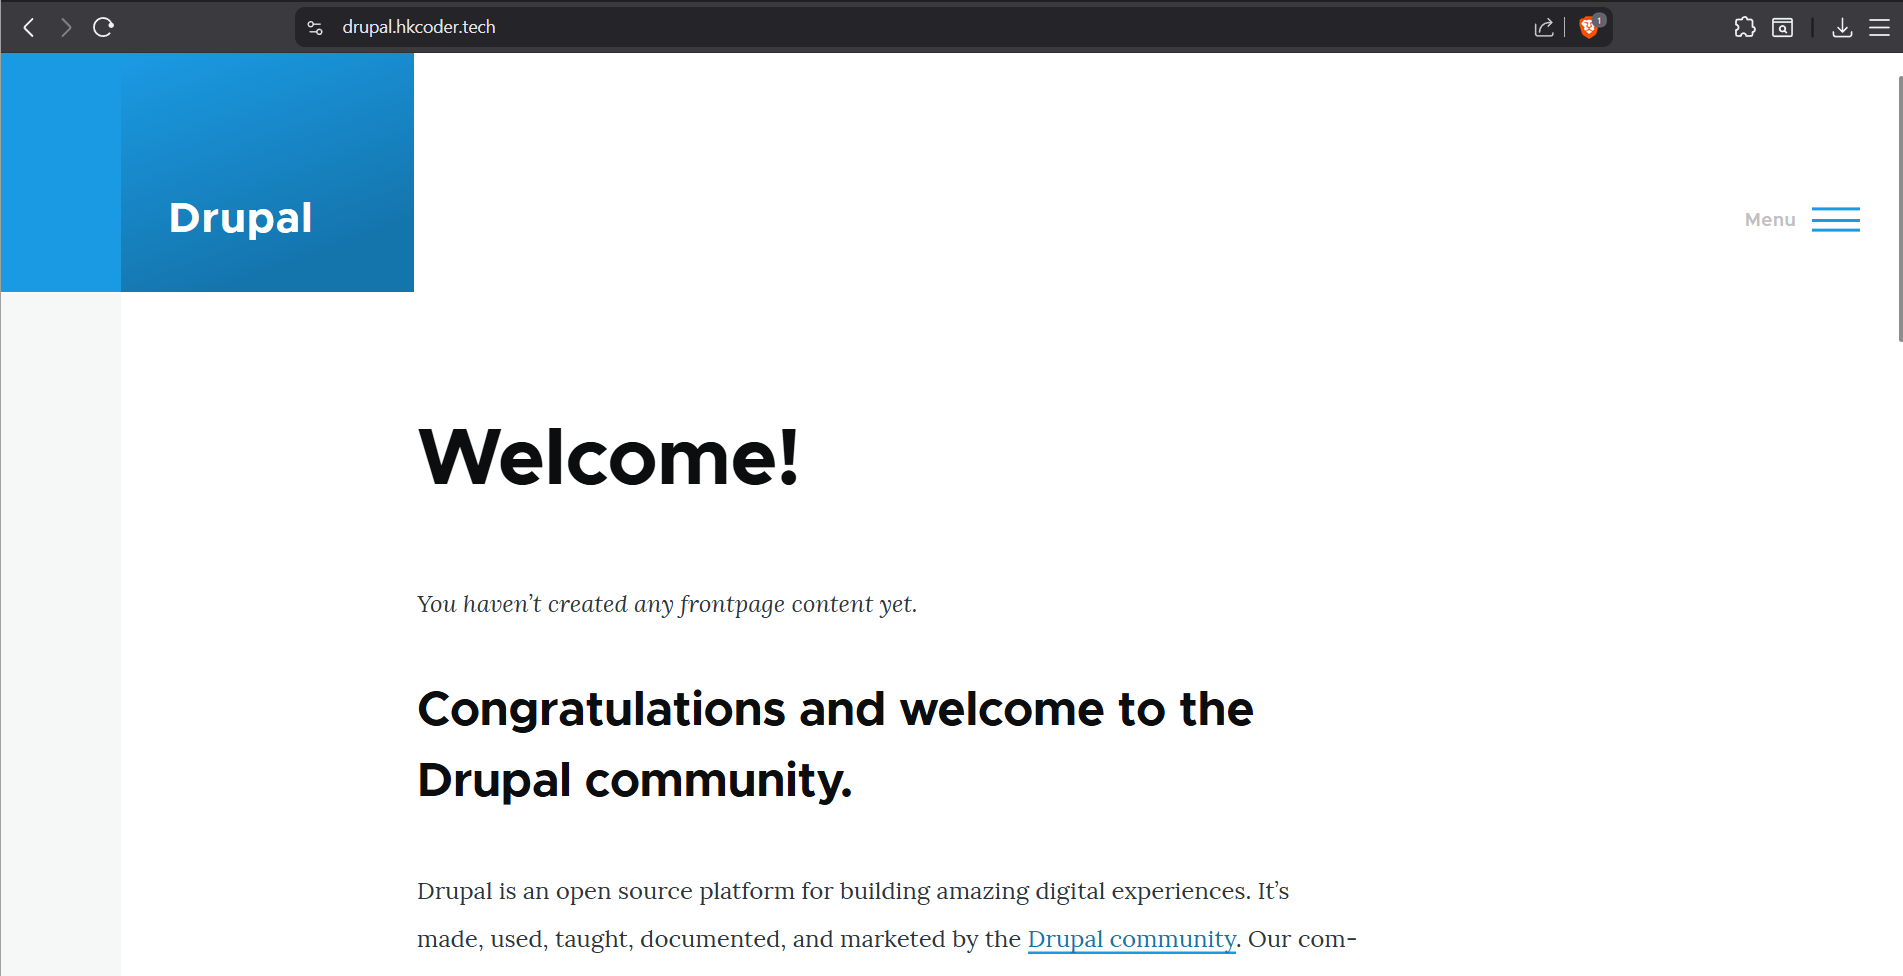 drupal.hkcoder.tech
1
Drupal
Menu
Welcome!
You haven’t created any frontpage content yet.
Congratulations and welcome to the
Drupal community.
Drupal is an open source platform for building amazing digital experiences. It’s
made, used, taught, documented, and marketed by the Drupal community. Our com-